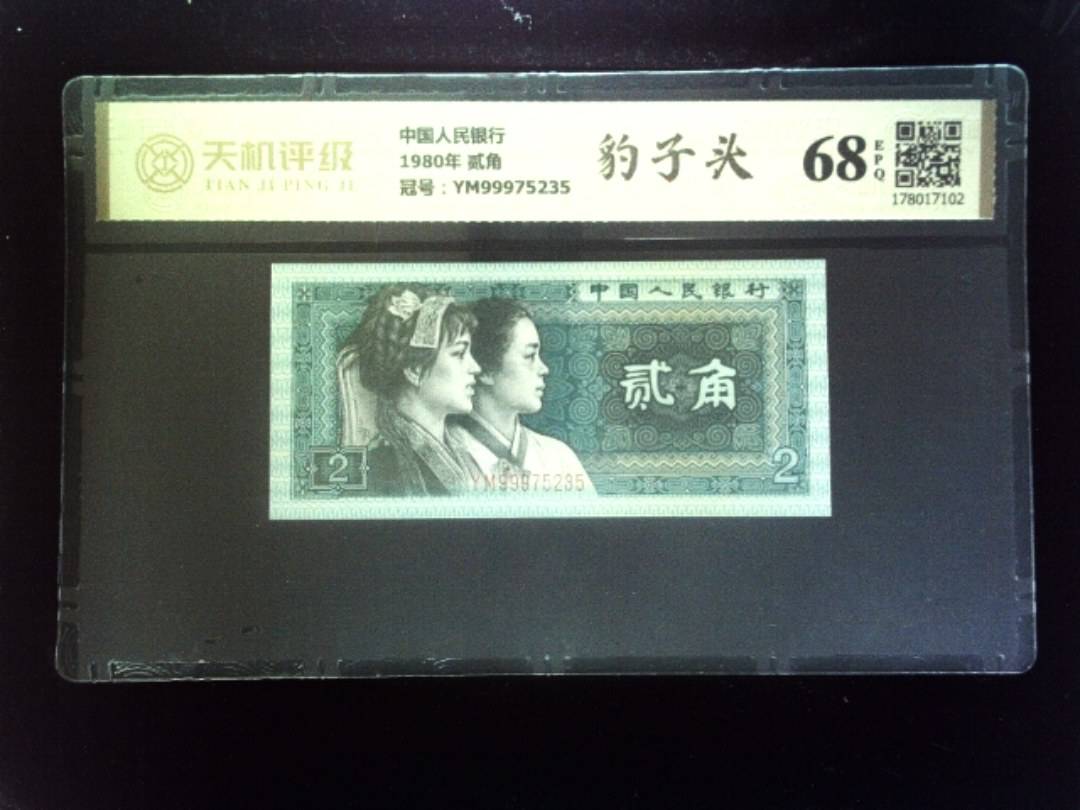 天机评级
TIAN JI PING JI
中国人民银行
1980年 贰角
冠号：YM99975235
豹子头
68
EPQ
178017102
中国人民银行
贰角
2
2
YM99975235